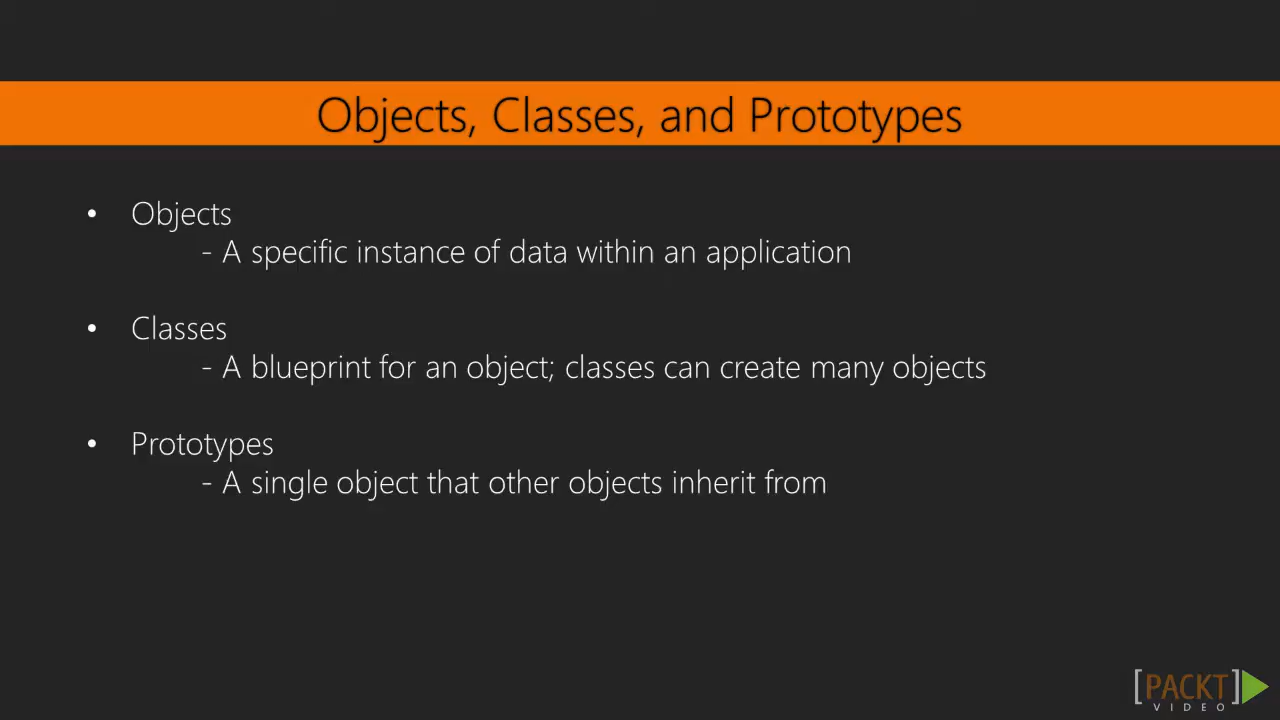 Objects, Classes, and Prototypes
• Objects
- A specific instance of data within an application
• Classes
- A blueprint for an object; classes can create many objects
• Prototypes
- A single object that other objects inherit from
[PACKT]
VIDEO